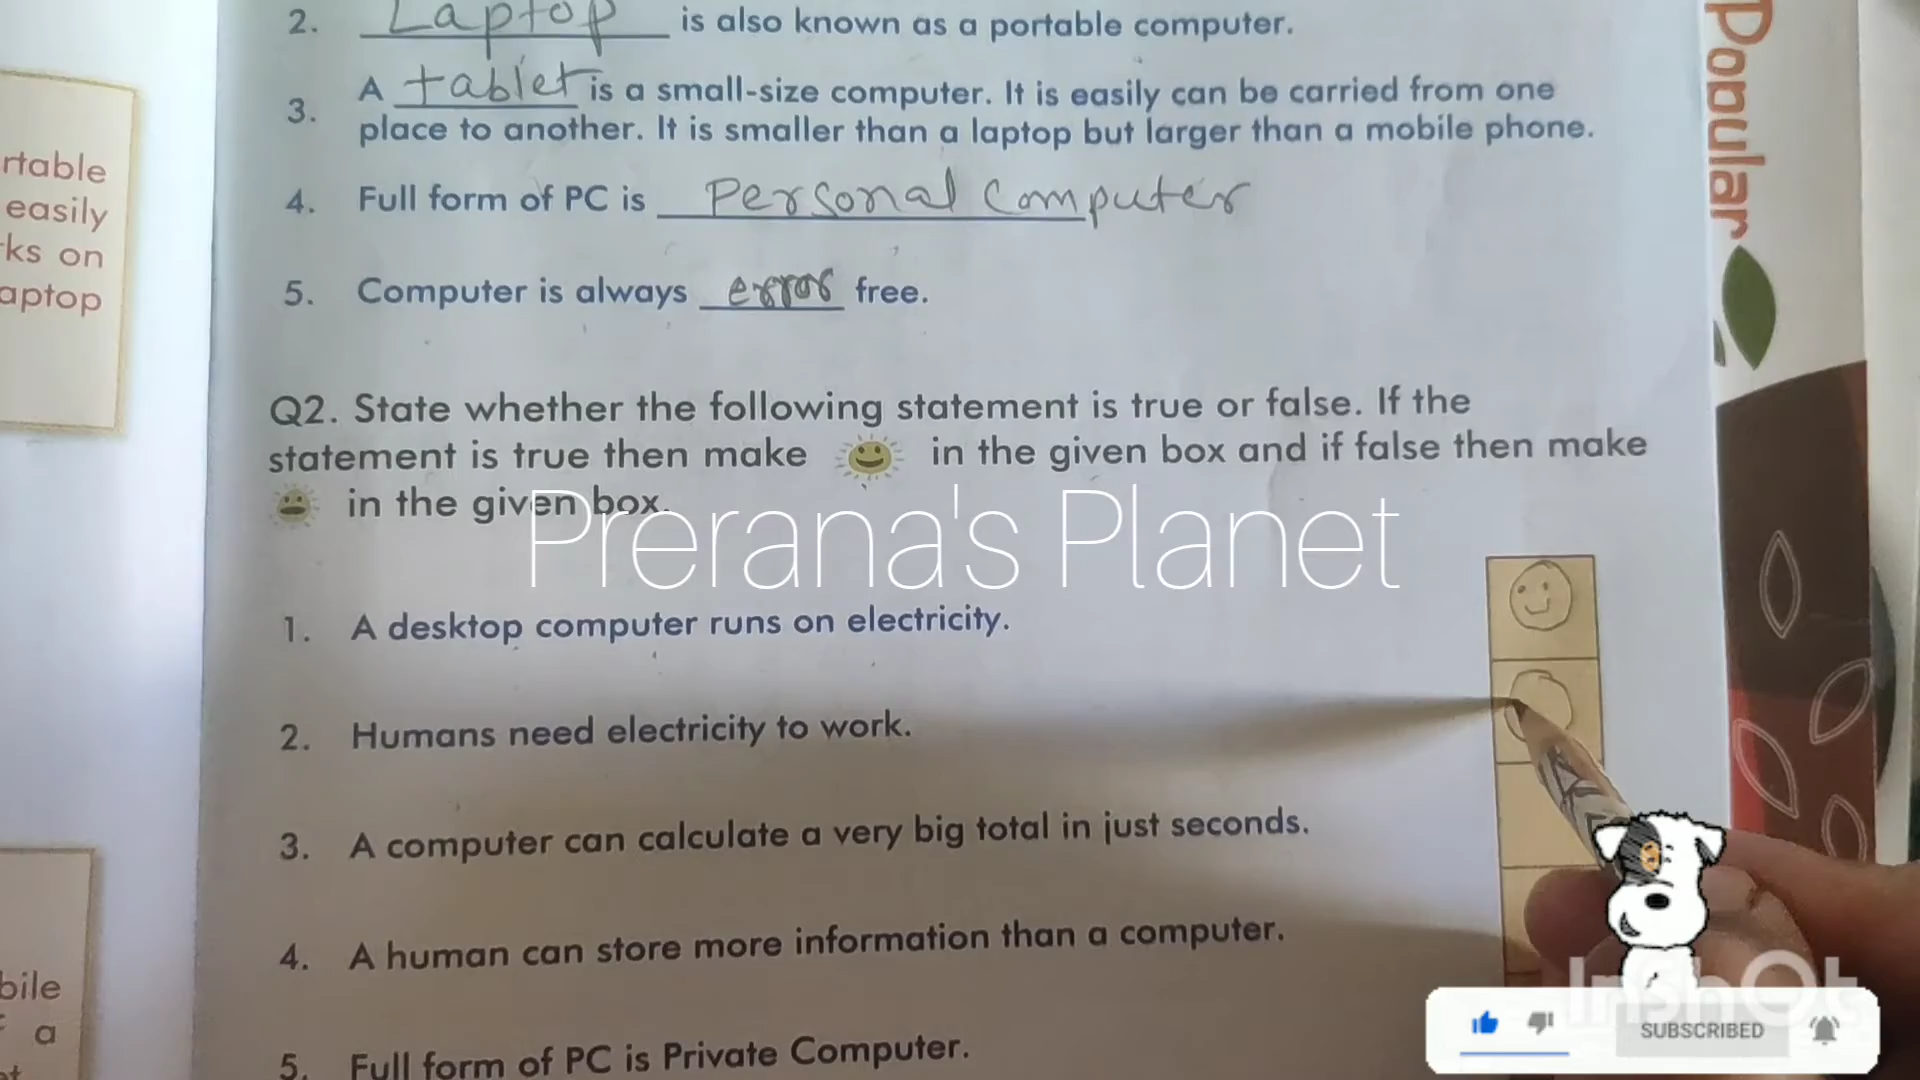 2. Laptop is also known as a portable computer.
A tablet is a small-size computer. It is easily can be carried from one
3. place to another. It is smaller than a laptop but larger than a mobile phone.
4. Full form of PC is Personal Computer
5. Computer is always error free.
Q2. State whether the following statement is true or false. If the
statement is true then make in the given box and if false then make
in the given box.
Prerana's Planet
1. A desktop computer runs on electricity.
2. Humans need electricity to work.
3. A computer can calculate a very big total in just seconds.
4. A human can store more information than a computer.
5. Full form of PC is Private Computer.
rtable
easily
ks on
aptop
bile
a
Popular
InShOt
SUBSCRIBED